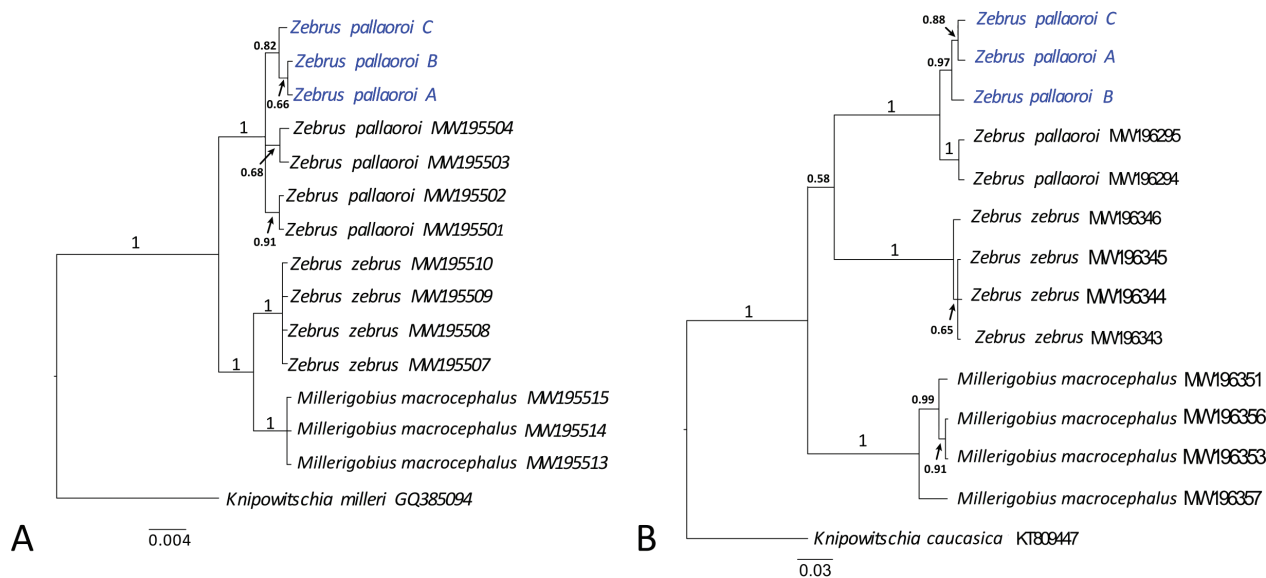 Zebrus pallaoroi C
0.82
Zebrus pallaoroi B
0.66
Zebrus pallaoroi A
1
Zebrus pallaoroi MW195504
0.68
Zebrus pallaoroi MW195503
Zebrus pallaoroi MW195502
0.91
Zebrus pallaoroi MW195501
1
Zebrus zebrus MW195510
Zebrus zebrus MW195509
1
Zebrus zebrus MW195508
Zebrus zebrus MW195507
1
Millerigobius macrocephalus MW195515
1
Millerigobius macrocephalus MW195514
Millerigobius macrocephalus MW195513
Knipowitschia milleri GQ385094
A
0.004
0.88
Zebrus pallaoroi C
0.97
Zebrus pallaoroi A
Zebrus pallaoroi B
1
Zebrus pallaoroi MW196295
1
Zebrus pallaoroi MW196294
0.58
Zebrus zebrus MW196346
1
Zebrus zebrus MW196345
Zebrus zebrus MW196344
0.65
Zebrus zebrus MW196343
1
Millerigobius macrocephalus MW196351
0.99
Millerigobius macrocephalus MW196356
1
0.91
Millerigobius macrocephalus MW196353
Millerigobius macrocephalus MW196357
Knipowitschia caucasica KT809447
B
0.03